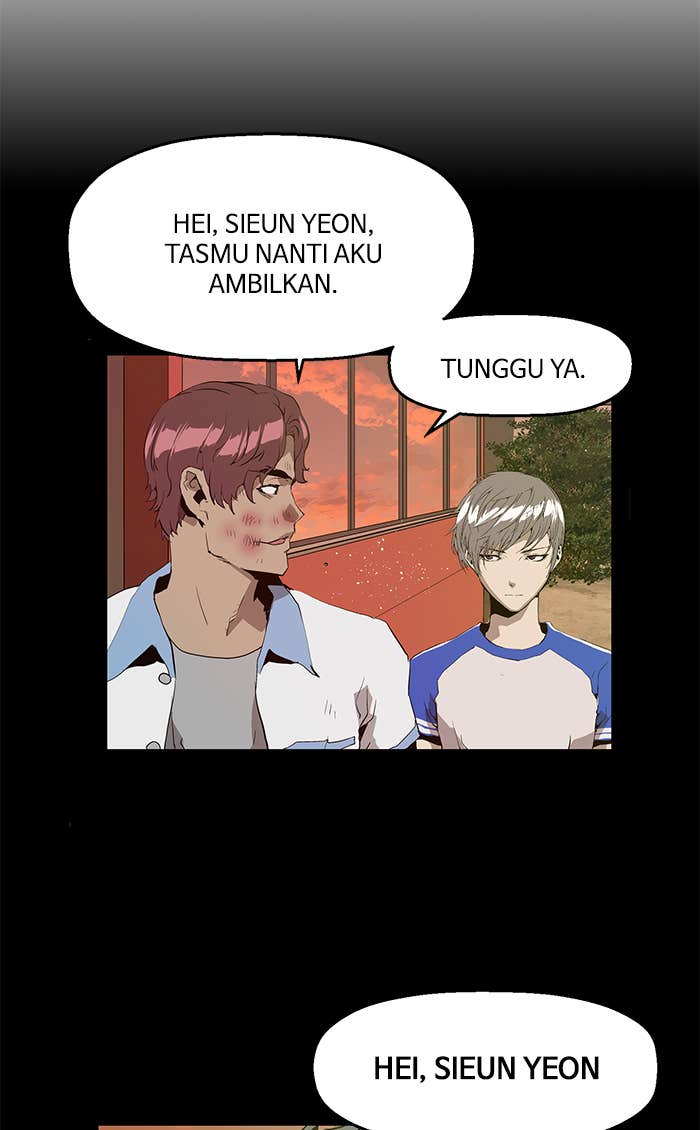 HEI, SIEUN YEON,
TASMU NANTI AKU
AMBILKAN.
TUNGGU YA.
HEI, SIEUN YEON